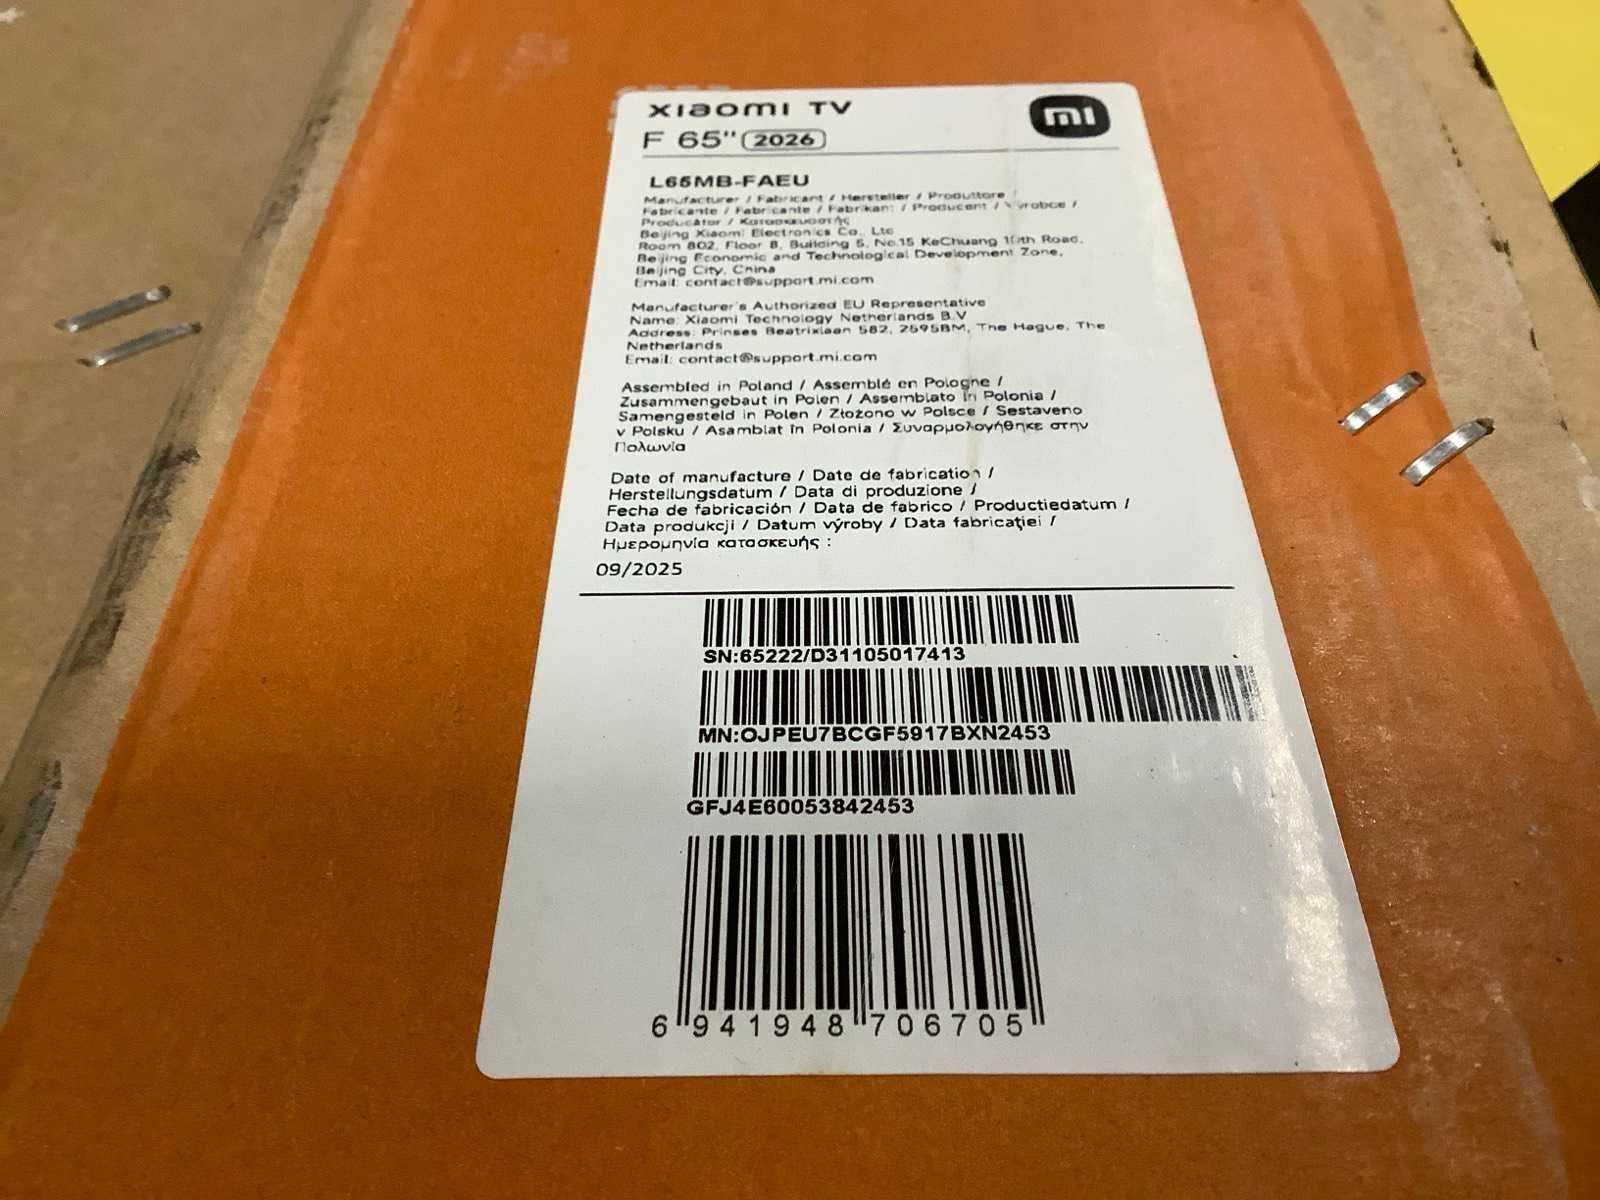 xiaomi TV
mi
F 65" 2026
L65MB-FAEU
Manufacturer / Fabricant / Hersteller / Produttore /
Fabricante / Fabricante / Fabrikant / Producent / Výrobce /
Producător / Κατασκευαστής
Beijing Xiaomi Electronics Co., Ltd
Room 802, Floor 8, Building 5, No.15 KeChuang 10th Road,
Beijing Economic and Technological Development Zone,
Beijing City, China
Email: contact@support.mi.com
Manufacturer's Authorized EU Representative
Name: Xiaomi Technology Netherlands B.V
Address: Prinses Beatrixlaan 582, 2595BM, The Hague, The
Netherlands
Email: contact@support.mi.com
Assembled in Poland / Assemblé en Pologne /
Zusammengebaut in Polen / Assemblato in Polonia /
Samengesteld in Polen / Złożono w Polsce / Sestaveno
v Polsku / Asamblat în Polonia / Συναρμολογήθηκε στην
Πολωνία
Date of manufacture / Date de fabrication /
Herstellungsdatum / Data di produzione /
Fecha de fabricación / Data de fabrico / Productiedatum /
Data produkcji / Datum výroby / Data fabricaţiei /
Ημερομηνία κατασκευής :
09/2025
SN:65222/D31105017413
MN:OJPEU7BCGF5917BXN2453
GFJ4E60053842453
6 941948 706705